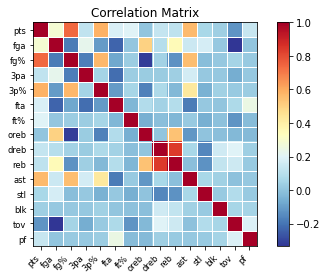 Correlation Matrix
pts
fga
fg%
3pa
3p%
fta
ft%
oreb
dreb
reb
ast
stl
blk
tov
pf
pts fga fg% 3pa 3p% fta ft% oreb dreb reb ast stl blk tov pf
1.0
0.8
0.6
0.4
0.2
0.0
−0.2